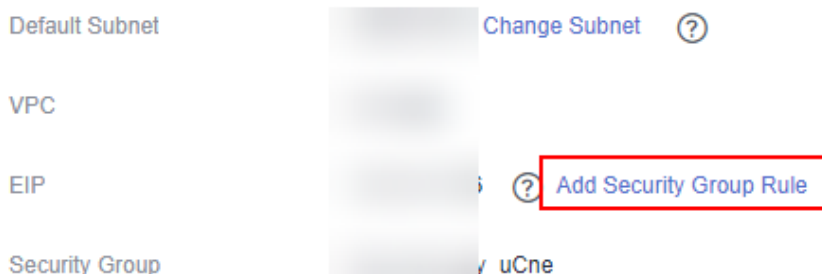 Default Subnet Change Subnet ?
VPC
EIP ? Add Security Group Rule
Security Group uCne